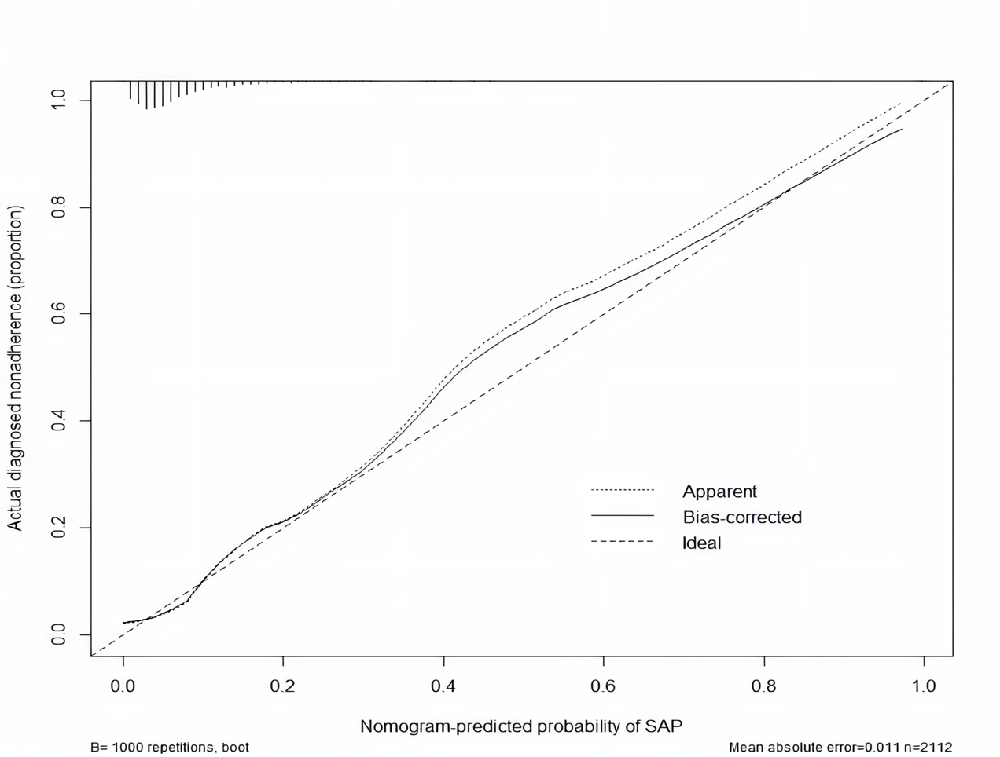 Actual diagnosed nonadherence (proportion)
1.0
0.8
0.6
0.4
0.2
0.0
Apparent
Bias-corrected
Ideal
0.0 0.2 0.4 0.6 0.8 1.0
Nomogram-predicted probability of SAP
B= 1000 repetitions, boot
Mean absolute error=0.011 n=2112